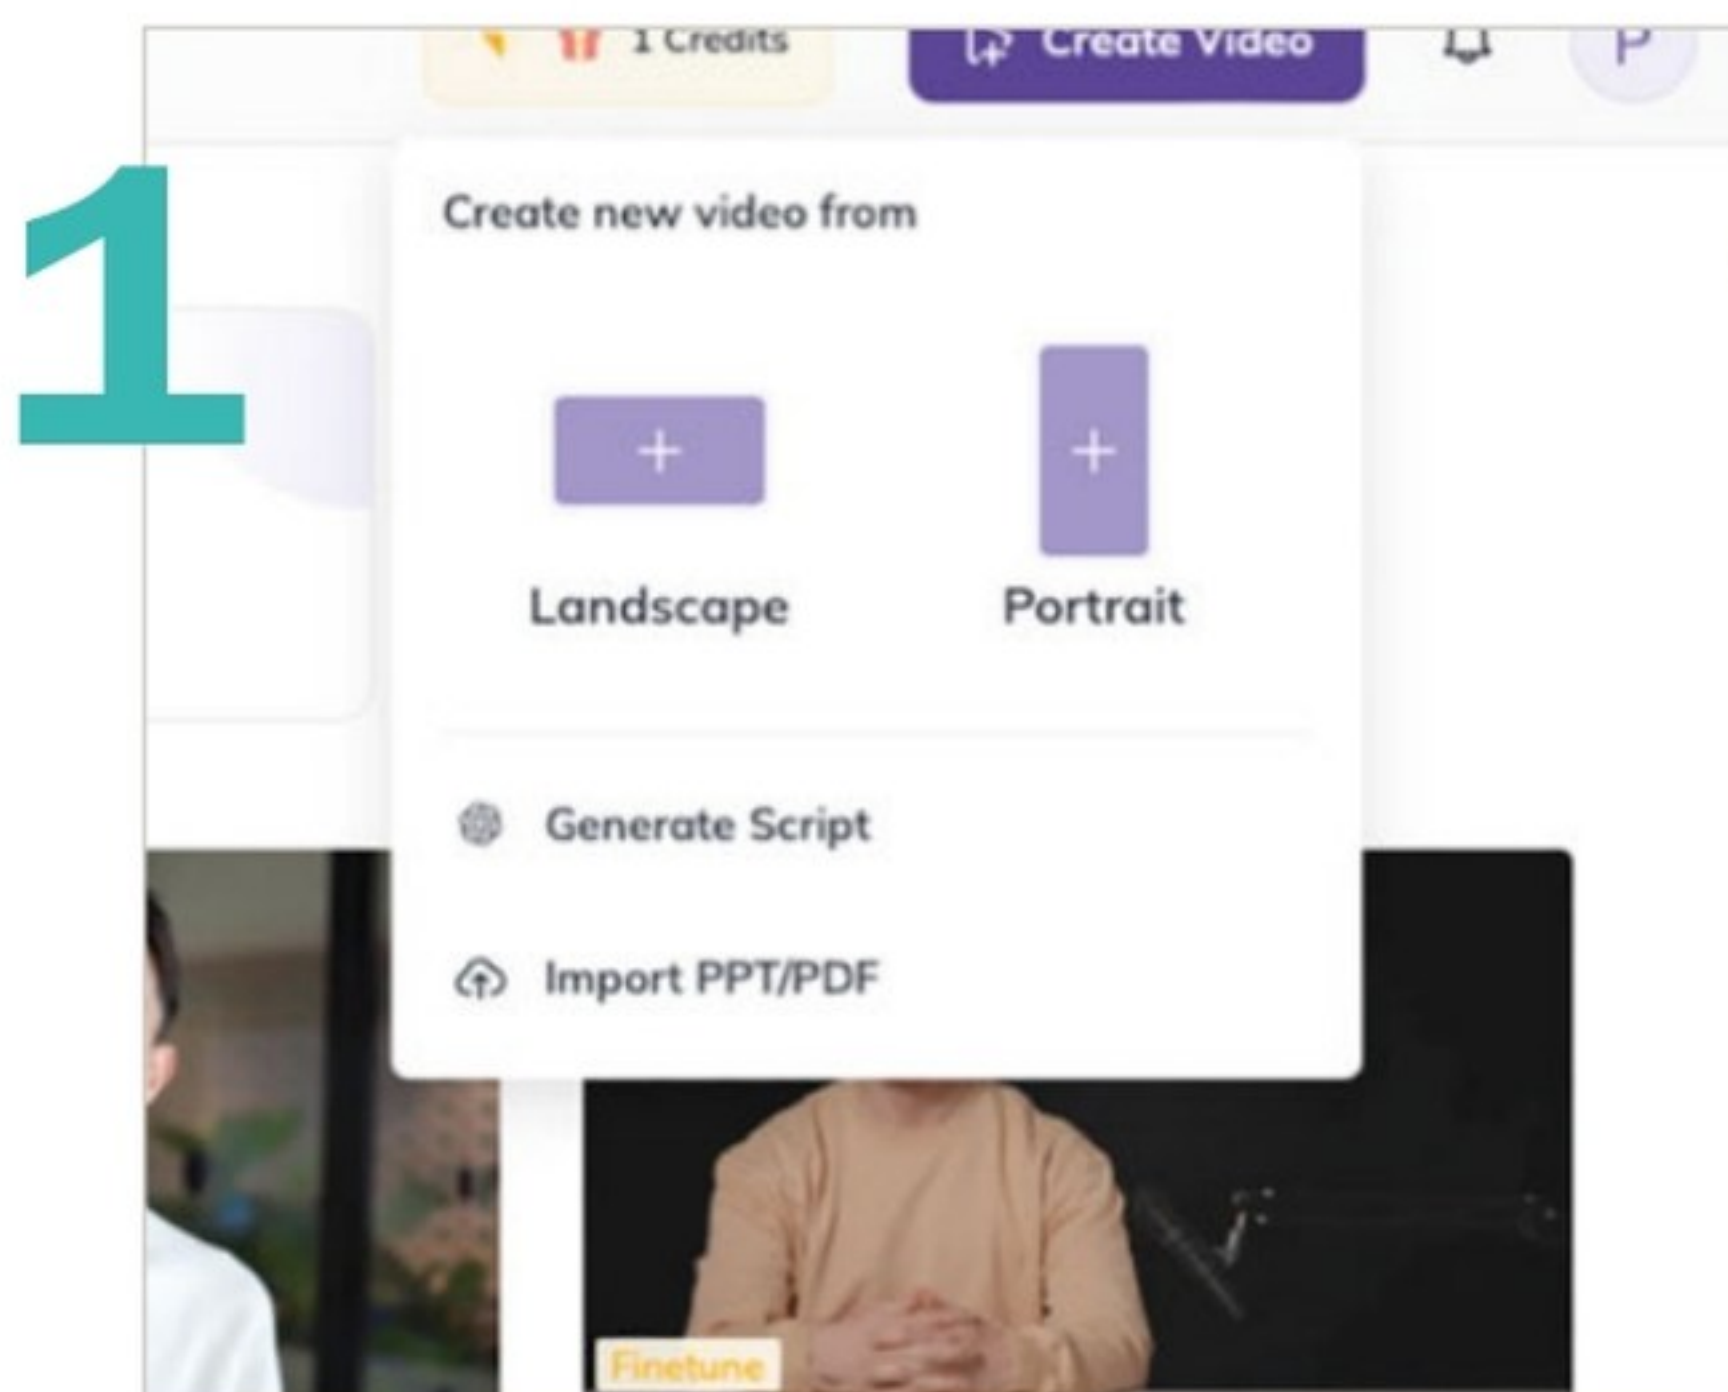 1 Credits
Create Video
P
1
Create new video from
Landscape
Portrait
Generate Script
Import PPT/PDF
Finetune